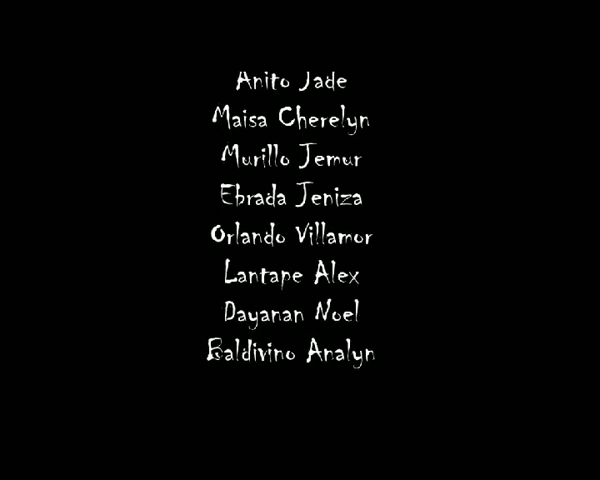 Anito Jade
Maisa Cherelyn
Murillo Jemur
Ebrada Jeniza
Orlando Villamor
Lantape Alex
Dayanan Noel
Baldivino Analyn